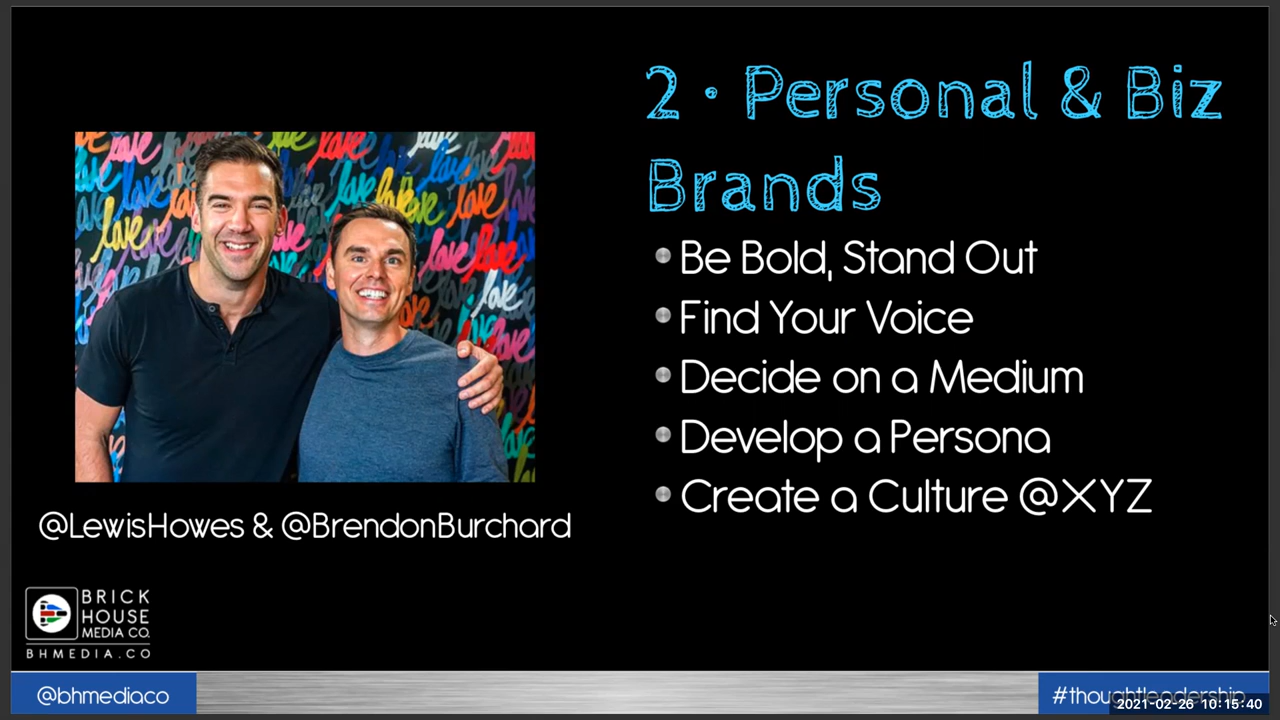 2 • Personal & Biz
Brands
• Be Bold, Stand Out
• Find Your Voice
• Decide on a Medium
• Develop a Persona
• Create a Culture @XYZ
love
@LewisHowes & @BrendonBurchard
BRICK
HOUSE
MEDIA CO.
BHMEDIA.CO
@bhmediaco
#thoughtleadership
2021-02-26 10:15:40